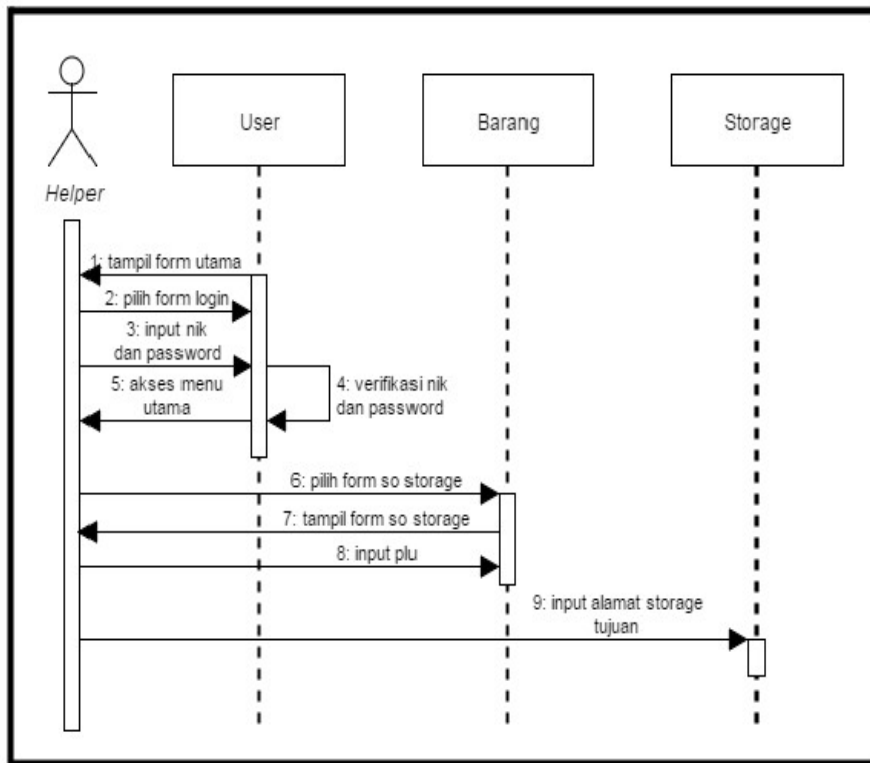 User
Barang
Storage
Helper
1: tampil form utama
2: pilih form login
3: input nik
dan password
4: verifikasi nik
dan password
5: akses menu
utama
6: pilih form so storage
7: tampil form so storage
8: input plu
9: input alamat storage
tujuan